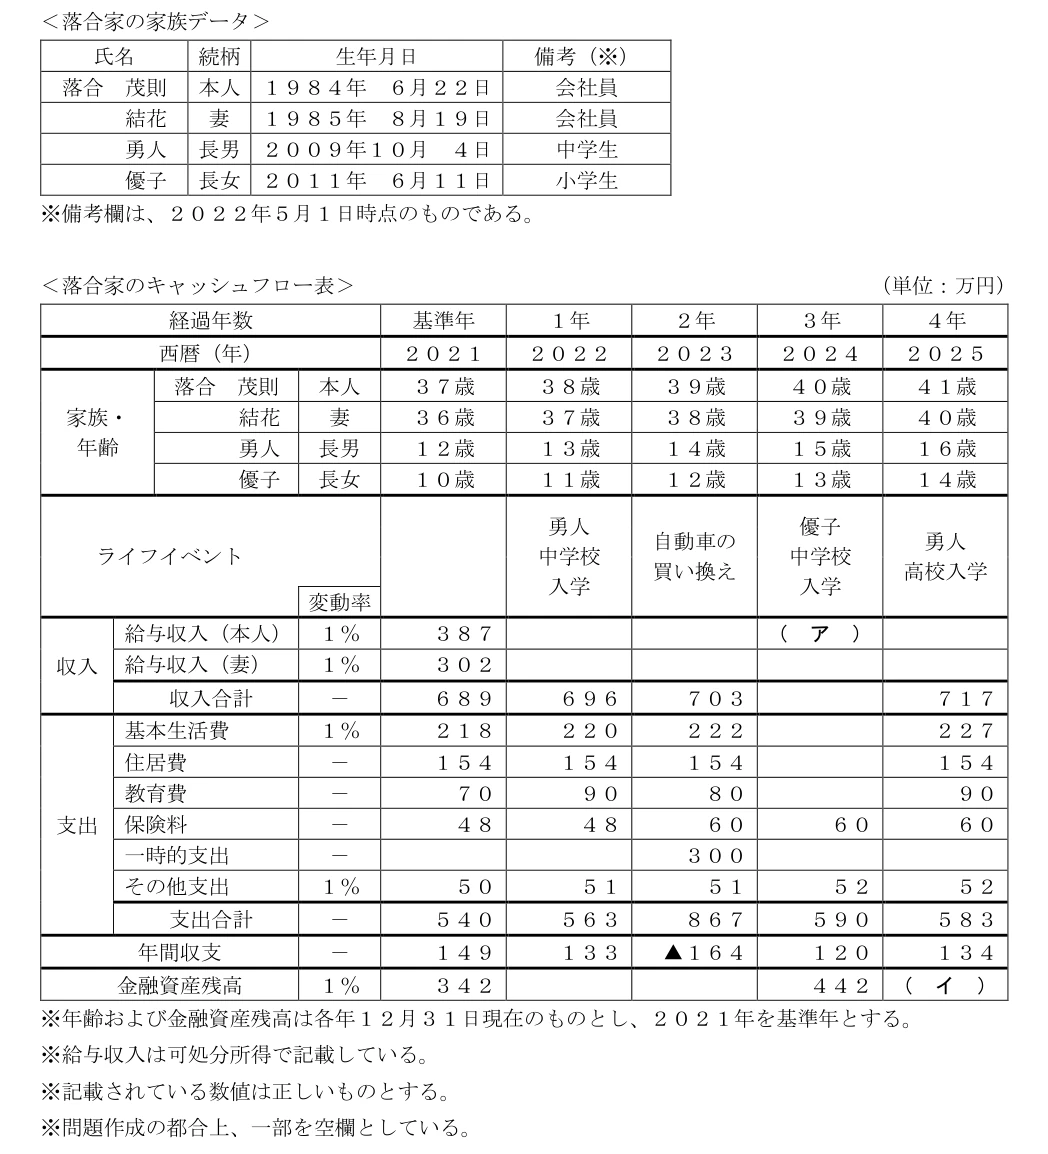 ＜落合家の家族データ＞
氏名 続柄 生年月日 備考（※）
落合　茂則 本人 １９８４年　６月２２日 会社員
結花 妻 １９８５年　８月１９日 会社員
勇人 長男 ２００９年１０月　４日 中学生
優子 長女 ２０１１年　６月１１日 小学生
※備考欄は、２０２２年５月１日時点のものである。
＜落合家のキャッシュフロー表＞ （単位：万円）
経過年数 基準年 １年 ２年 ３年 ４年
西暦（年） ２０２１ ２０２２ ２０２３ ２０２４ ２０２５
家族・
年齢
落合　茂則 本人 ３７歳 ３８歳 ３９歳 ４０歳 ４１歳
結花 妻 ３６歳 ３７歳 ３８歳 ３９歳 ４０歳
勇人 長男 １２歳 １３歳 １４歳 １５歳 １６歳
優子 長女 １０歳 １１歳 １２歳 １３歳 １４歳
ライフイベント
変動率
勇人
中学校
入学
自動車の
買い換え
優子
中学校
入学
勇人
高校入学
収入
給与収入（本人） １％ ３８７ （　ア　）
給与収入（妻） １％ ３０２
収入合計 － ６８９ ６９６ ７０３ ７１７
支出
基本生活費 １％ ２１８ ２２０ ２２２ ２２７
住居費 － １５４ １５４ １５４ １５４
教育費 － ７０ ９０ ８０ ９０
保険料 － ４８ ４８ ６０ ６０ ６０
一時的支出 － ３００
その他支出 １％ ５０ ５１ ５１ ５２ ５２
支出合計 － ５４０ ５６３ ８６７ ５９０ ５８３
年間収支 － １４９ １３３ ▲１６４ １２０ １３４
金融資産残高 １％ ３４２ ４４２ （　イ　）
※年齢および金融資産残高は各年１２月３１日現在のものとし、２０２１年を基準年とする。
※給与収入は可処分所得で記載している。
※記載されている数値は正しいものとする。
※問題作成の都合上、一部を空欄としている。